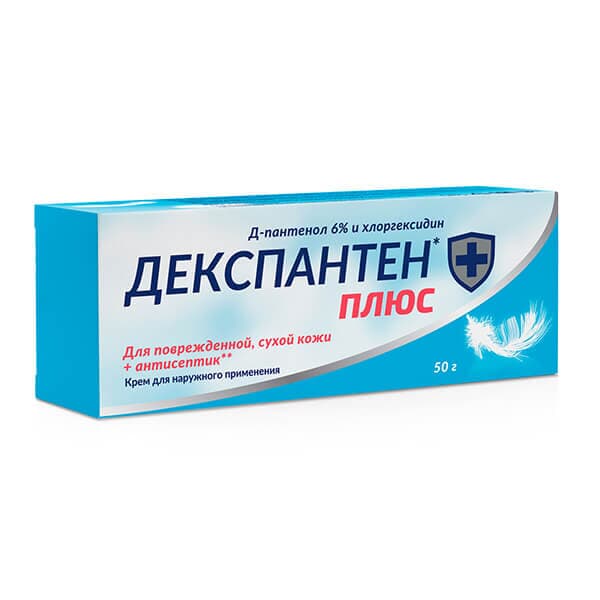 Д-пантенол 6% и хлоргексидин
ДЕКСПАНТЕН*
ПЛЮС
Для поврежденной, сухой кожи
+ антисептик**
Крем для наружного применения
50 г